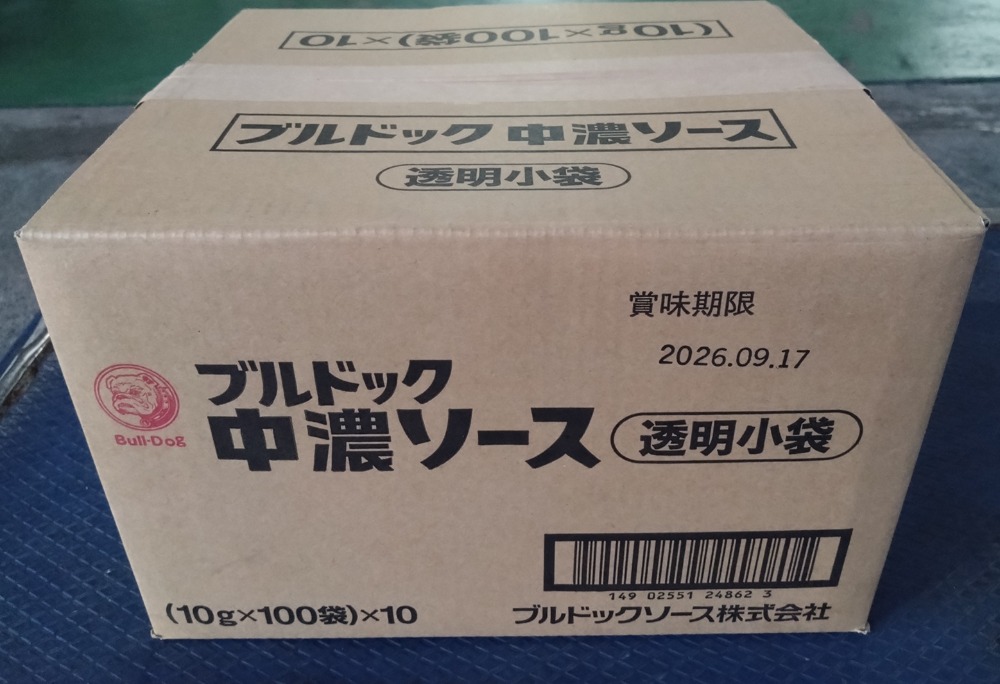 (10g×100袋)×10
ブルドック 中濃ソース
透明小袋
賞味期限
2026.09.17
Bull-Dog
ブルドック
中濃ソース
透明小袋
149 02551 24862 3
(10g×100袋)×10
ブルドックソース株式会社